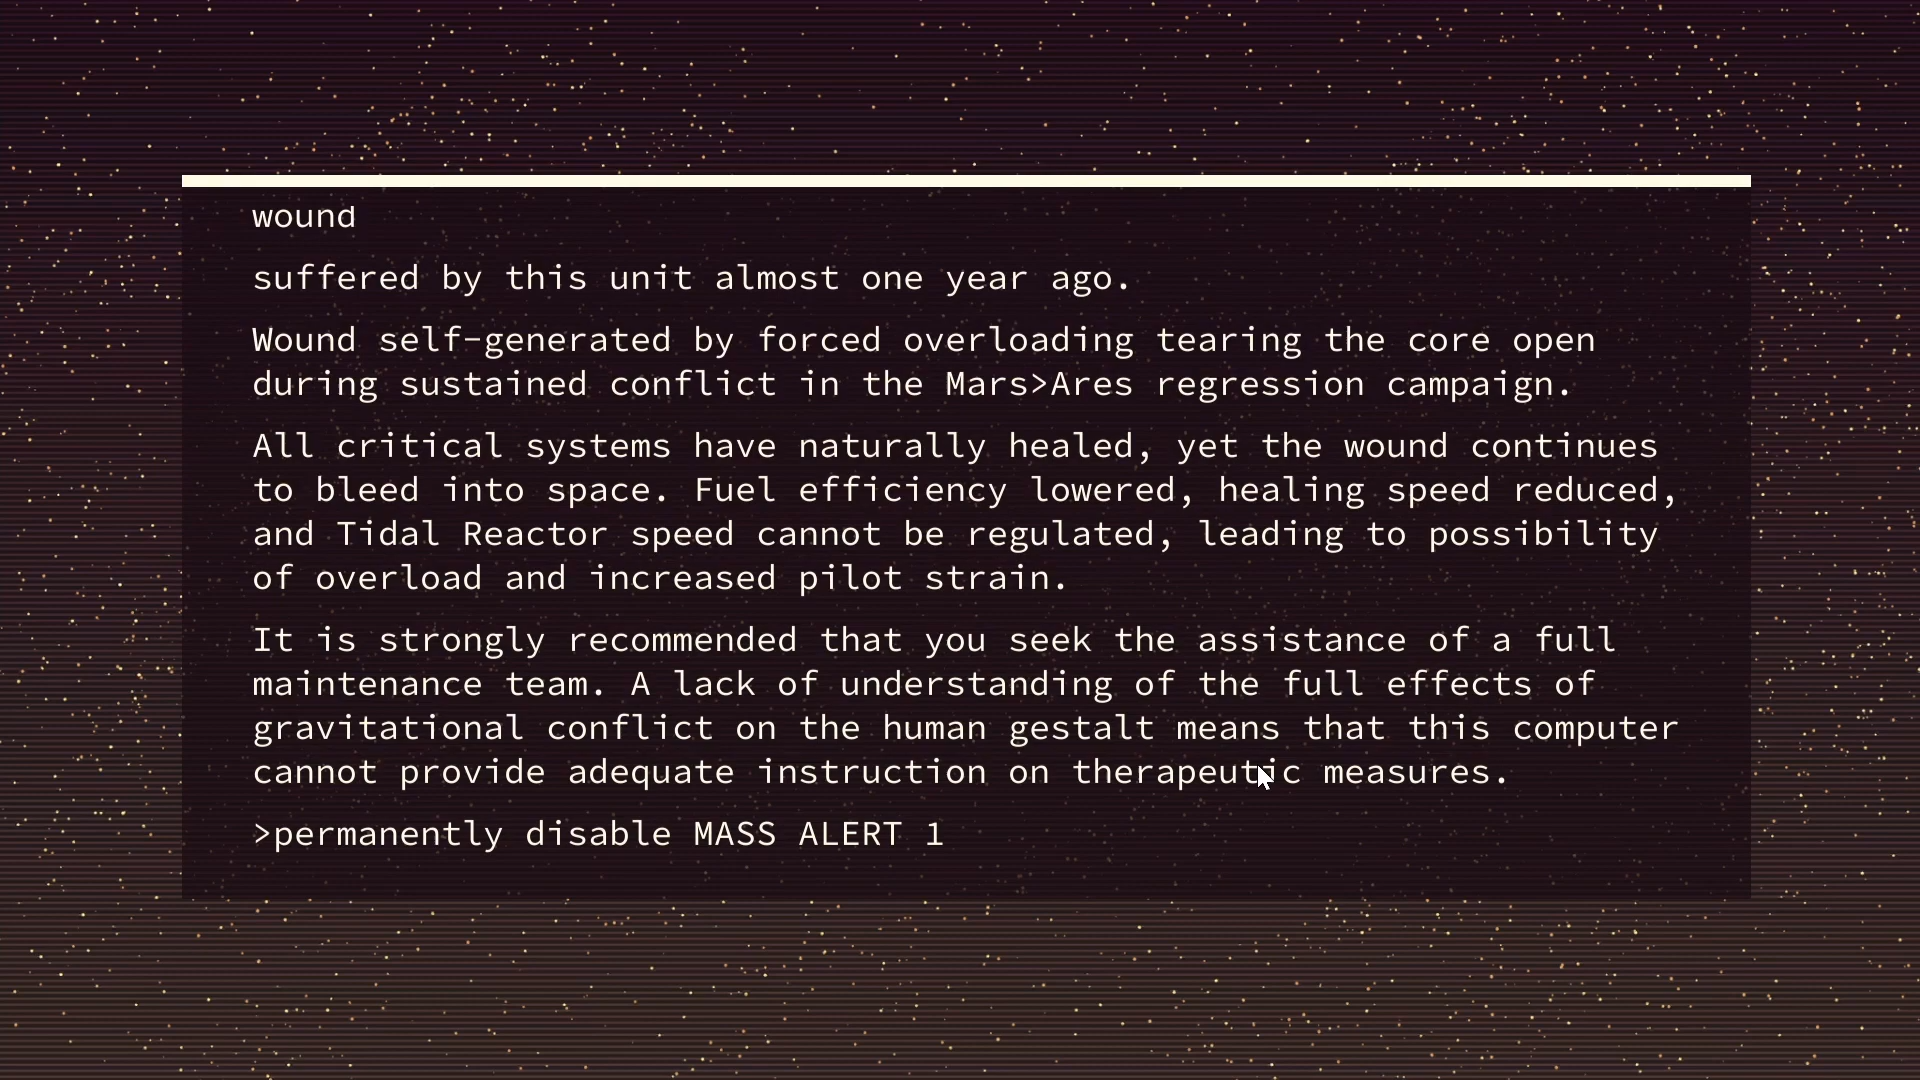 wound
suffered by this unit almost one year ago.
Wound self-generated by forced overloading tearing the core open
during sustained conflict in the Mars>Ares regression campaign.
All critical systems have naturally healed, yet the wound continues
to bleed into space. Fuel efficiency lowered, healing speed reduced,
and Tidal Reactor speed cannot be regulated, leading to possibility
of overload and increased pilot strain.
It is strongly recommended that you seek the assistance of a full
maintenance team. A lack of understanding of the full effects of
gravitational conflict on the human gestalt means that this computer
cannot provide adequate instruction on therapeutic measures.
>permanently disable MASS ALERT 1